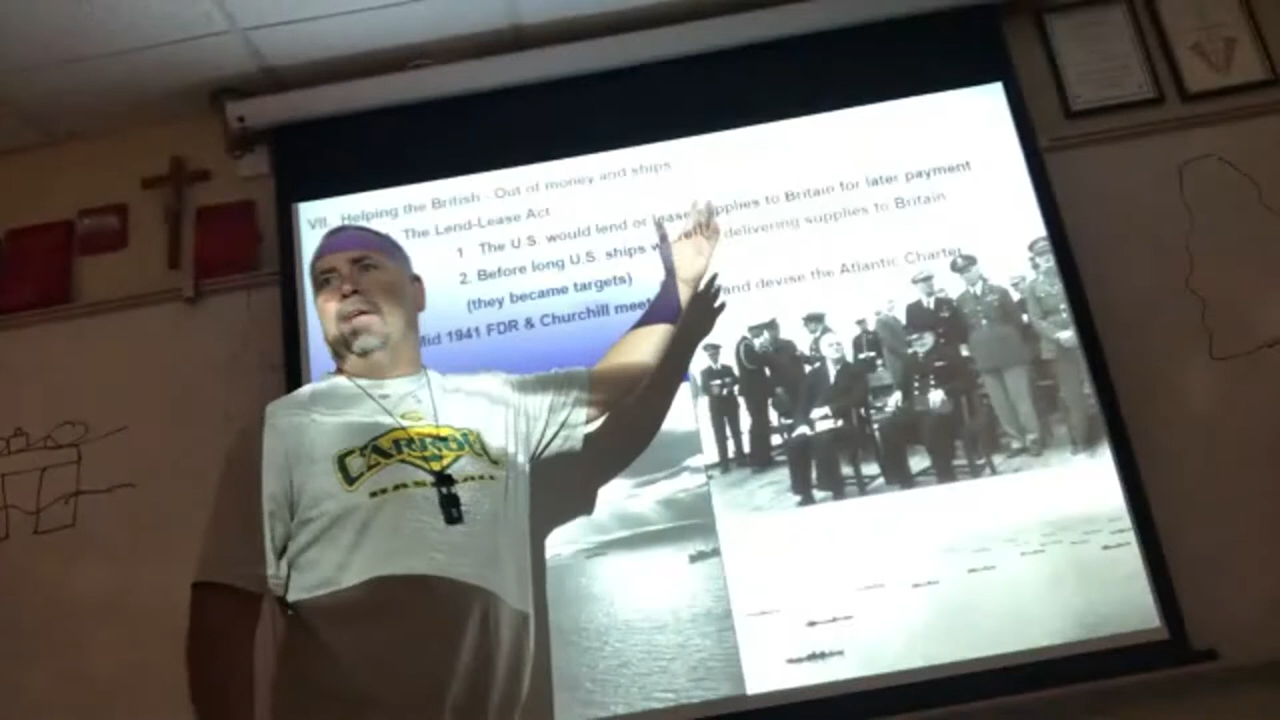 VII. Helping the British - Out of money and ships
The Lend-Lease Act
1. The U.S. would lend or lease supplies to Britain for later payment
2. Before long U.S. ships were delivering supplies to Britain
(they became targets)
Mid 1941 FDR & Churchill meet and devise the Atlantic Charter
CARROLL
BASEBALL